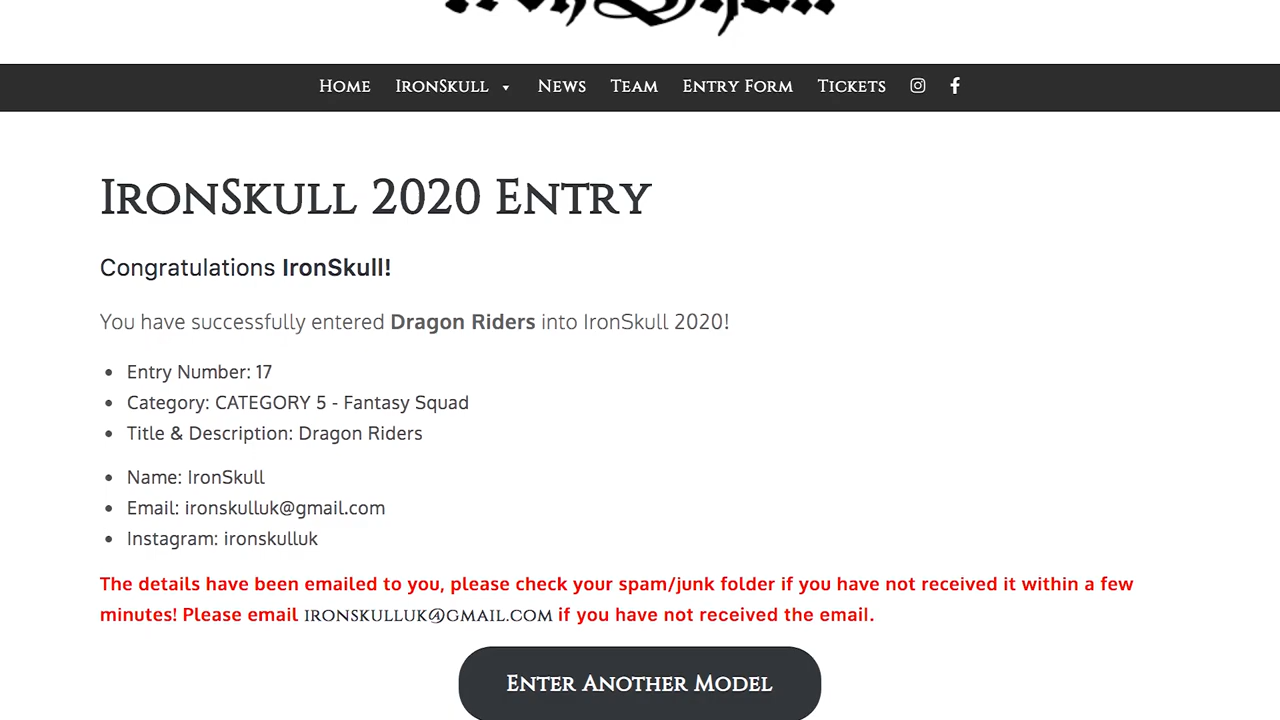 IronSkull
Home IronSkull News Team Entry Form Tickets
IronSkull 2020 Entry
Congratulations IronSkull!
You have successfully entered Dragon Riders into IronSkull 2020!
• Entry Number: 17
• Category: CATEGORY 5 - Fantasy Squad
• Title & Description: Dragon Riders
• Name: IronSkull
• Email: ironskulluk@gmail.com
• Instagram: ironskulluk
The details have been emailed to you, please check your spam/junk folder if you have not received it within a few
minutes! Please email ironskulluk@gmail.com if you have not received the email.
Enter Another Model